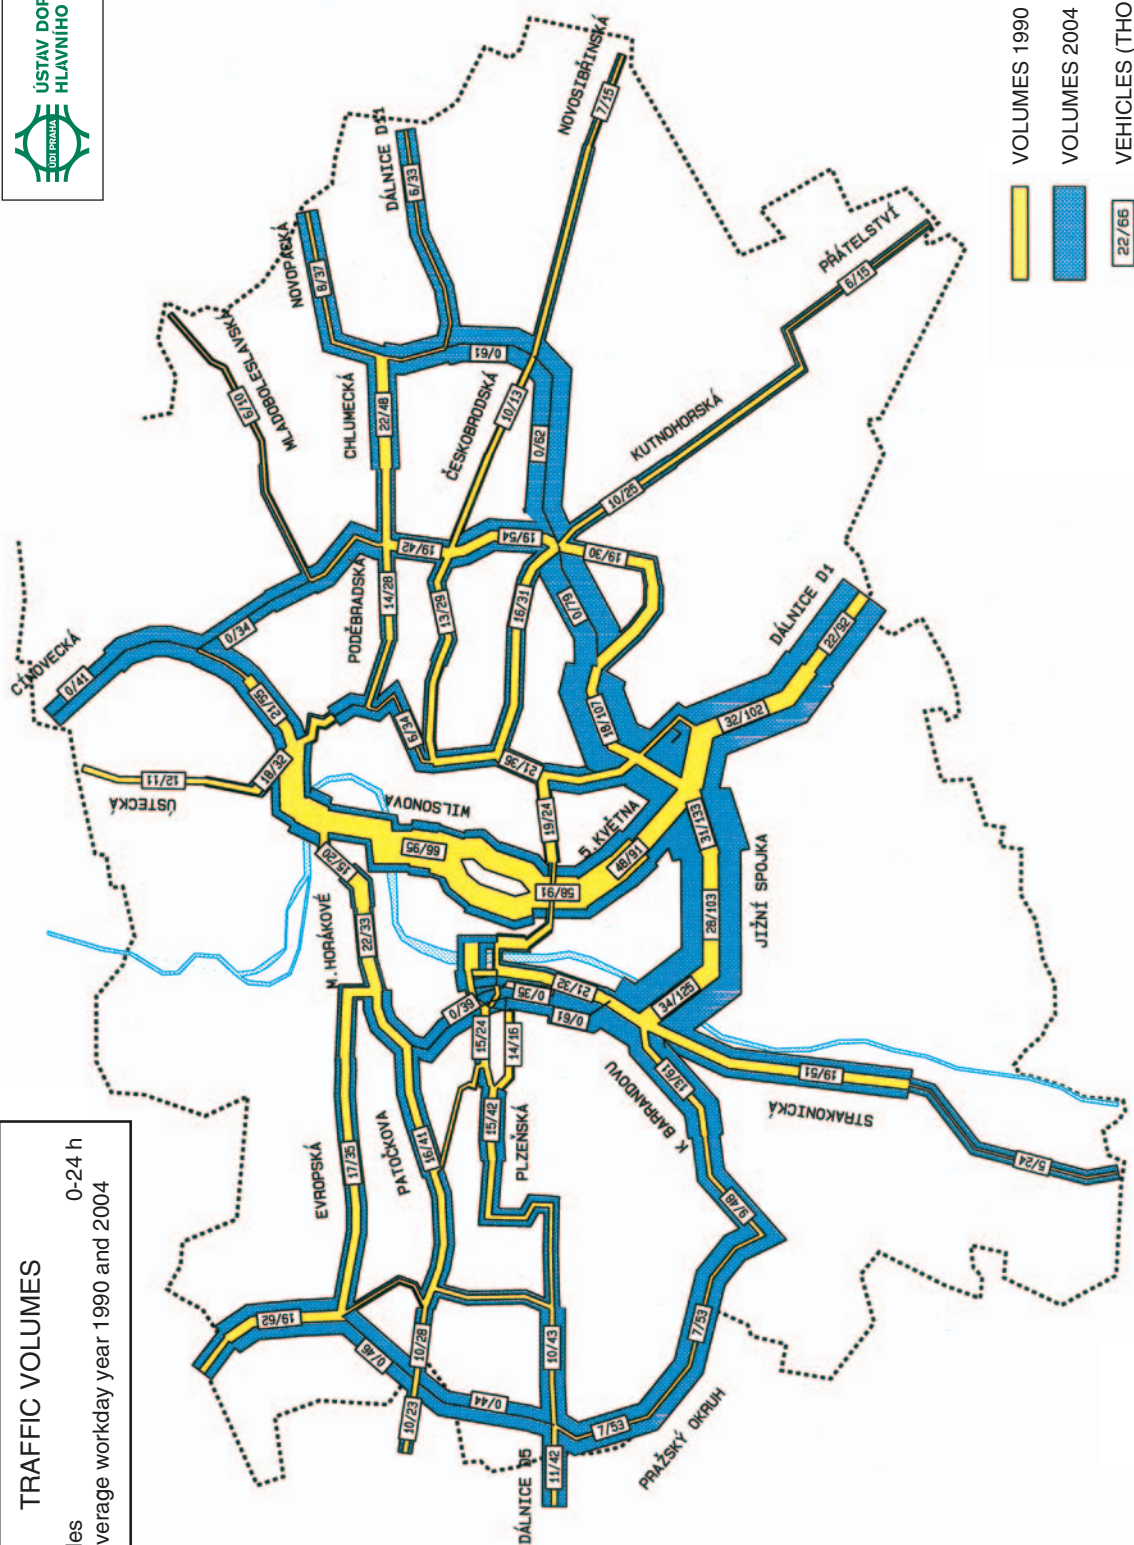 TRAFFIC VOLUMES
les 0-24 h
verage workday year 1990 and 2004
ÚDI PRAHA
ÚSTAV DOP
HLAVNÍHO
VOLUMES 1990
VOLUMES 2004
22/66 VEHICLES (THO
CÍNOVECKÁ
0/41
0/34
21/55
ÚSTECKÁ
12/11
18/32
MLADOBOLESLAVSKÁ
6/10
NOVOPACKÁ
8/37
DÁLNICE D11
6/33
NOVOSIBŘINSKÁ
7/15
CHLUMECKÁ
22/48
0/61
ČESKOBRODSKÁ
10/13
0/62
PODĚBRADSKÁ
14/28
19/42
13/29
19/54
16/31
19/30
0/79
KUTNOHORSKÁ
10/25
PŘÁTELSTVÍ
6/15
5/34
21/36
18/107
19/24
WILSONOVA
66/95
58/91
5. KVĚTNA
48/91
DÁLNICE D1
22/92
32/102
31/133
28/103
JIŽNÍ SPOJKA
34/125
15/20
M. HORÁKOVÉ
22/33
EVROPSKÁ
17/35
PATOČKOVA
16/41
0/39
15/24
14/16
0/35
21/32
0/61
15/42
PLZEŇSKÁ
K BARRANDOVU
13/61
9/48
STRAKONICKÁ
19/51
5/24
19/62
0/46
10/28
10/23
0/44
10/43
DÁLNICE D5
11/42
7/53
7/53
PRAŽSKÝ OKRUH